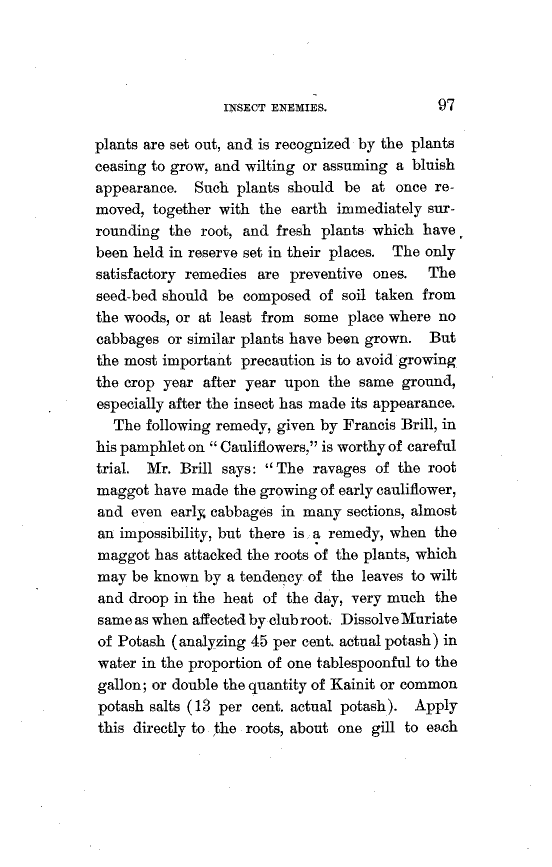 INSECT ENEMIES. 97
plants are set out, and is recognized by the plants
ceasing to grow, and wilting or assuming a bluish
appearance. Such plants should be at once re-
moved, together with the earth immediately sur-
rounding the root, and fresh plants which have
been held in reserve set in their places. The only
satisfactory remedies are preventive ones. The
seed-bed should be composed of soil taken from
the woods, or at least from some place where no
cabbages or similar plants have been grown. But
the most important precaution is to avoid growing
the crop year after year upon the same ground,
especially after the insect has made its appearance.
The following remedy, given by Francis Brill, in
his pamphlet on "Cauliflowers," is worthy of careful
trial. Mr. Brill says: "The ravages of the root
maggot have made the growing of early cauliflower,
and even early cabbages in many sections, almost
an impossibility, but there is a remedy, when the
maggot has attacked the roots of the plants, which
may be known by a tendency of the leaves to wilt
and droop in the heat of the day, very much the
same as when affected by club root. Dissolve Muriate
of Potash (analyzing 45 per cent. actual potash) in
water in the proportion of one tablespoonful to the
gallon; or double the quantity of Kainit or common
potash salts (13 per cent. actual potash). Apply
this directly to the roots, about one gill to each